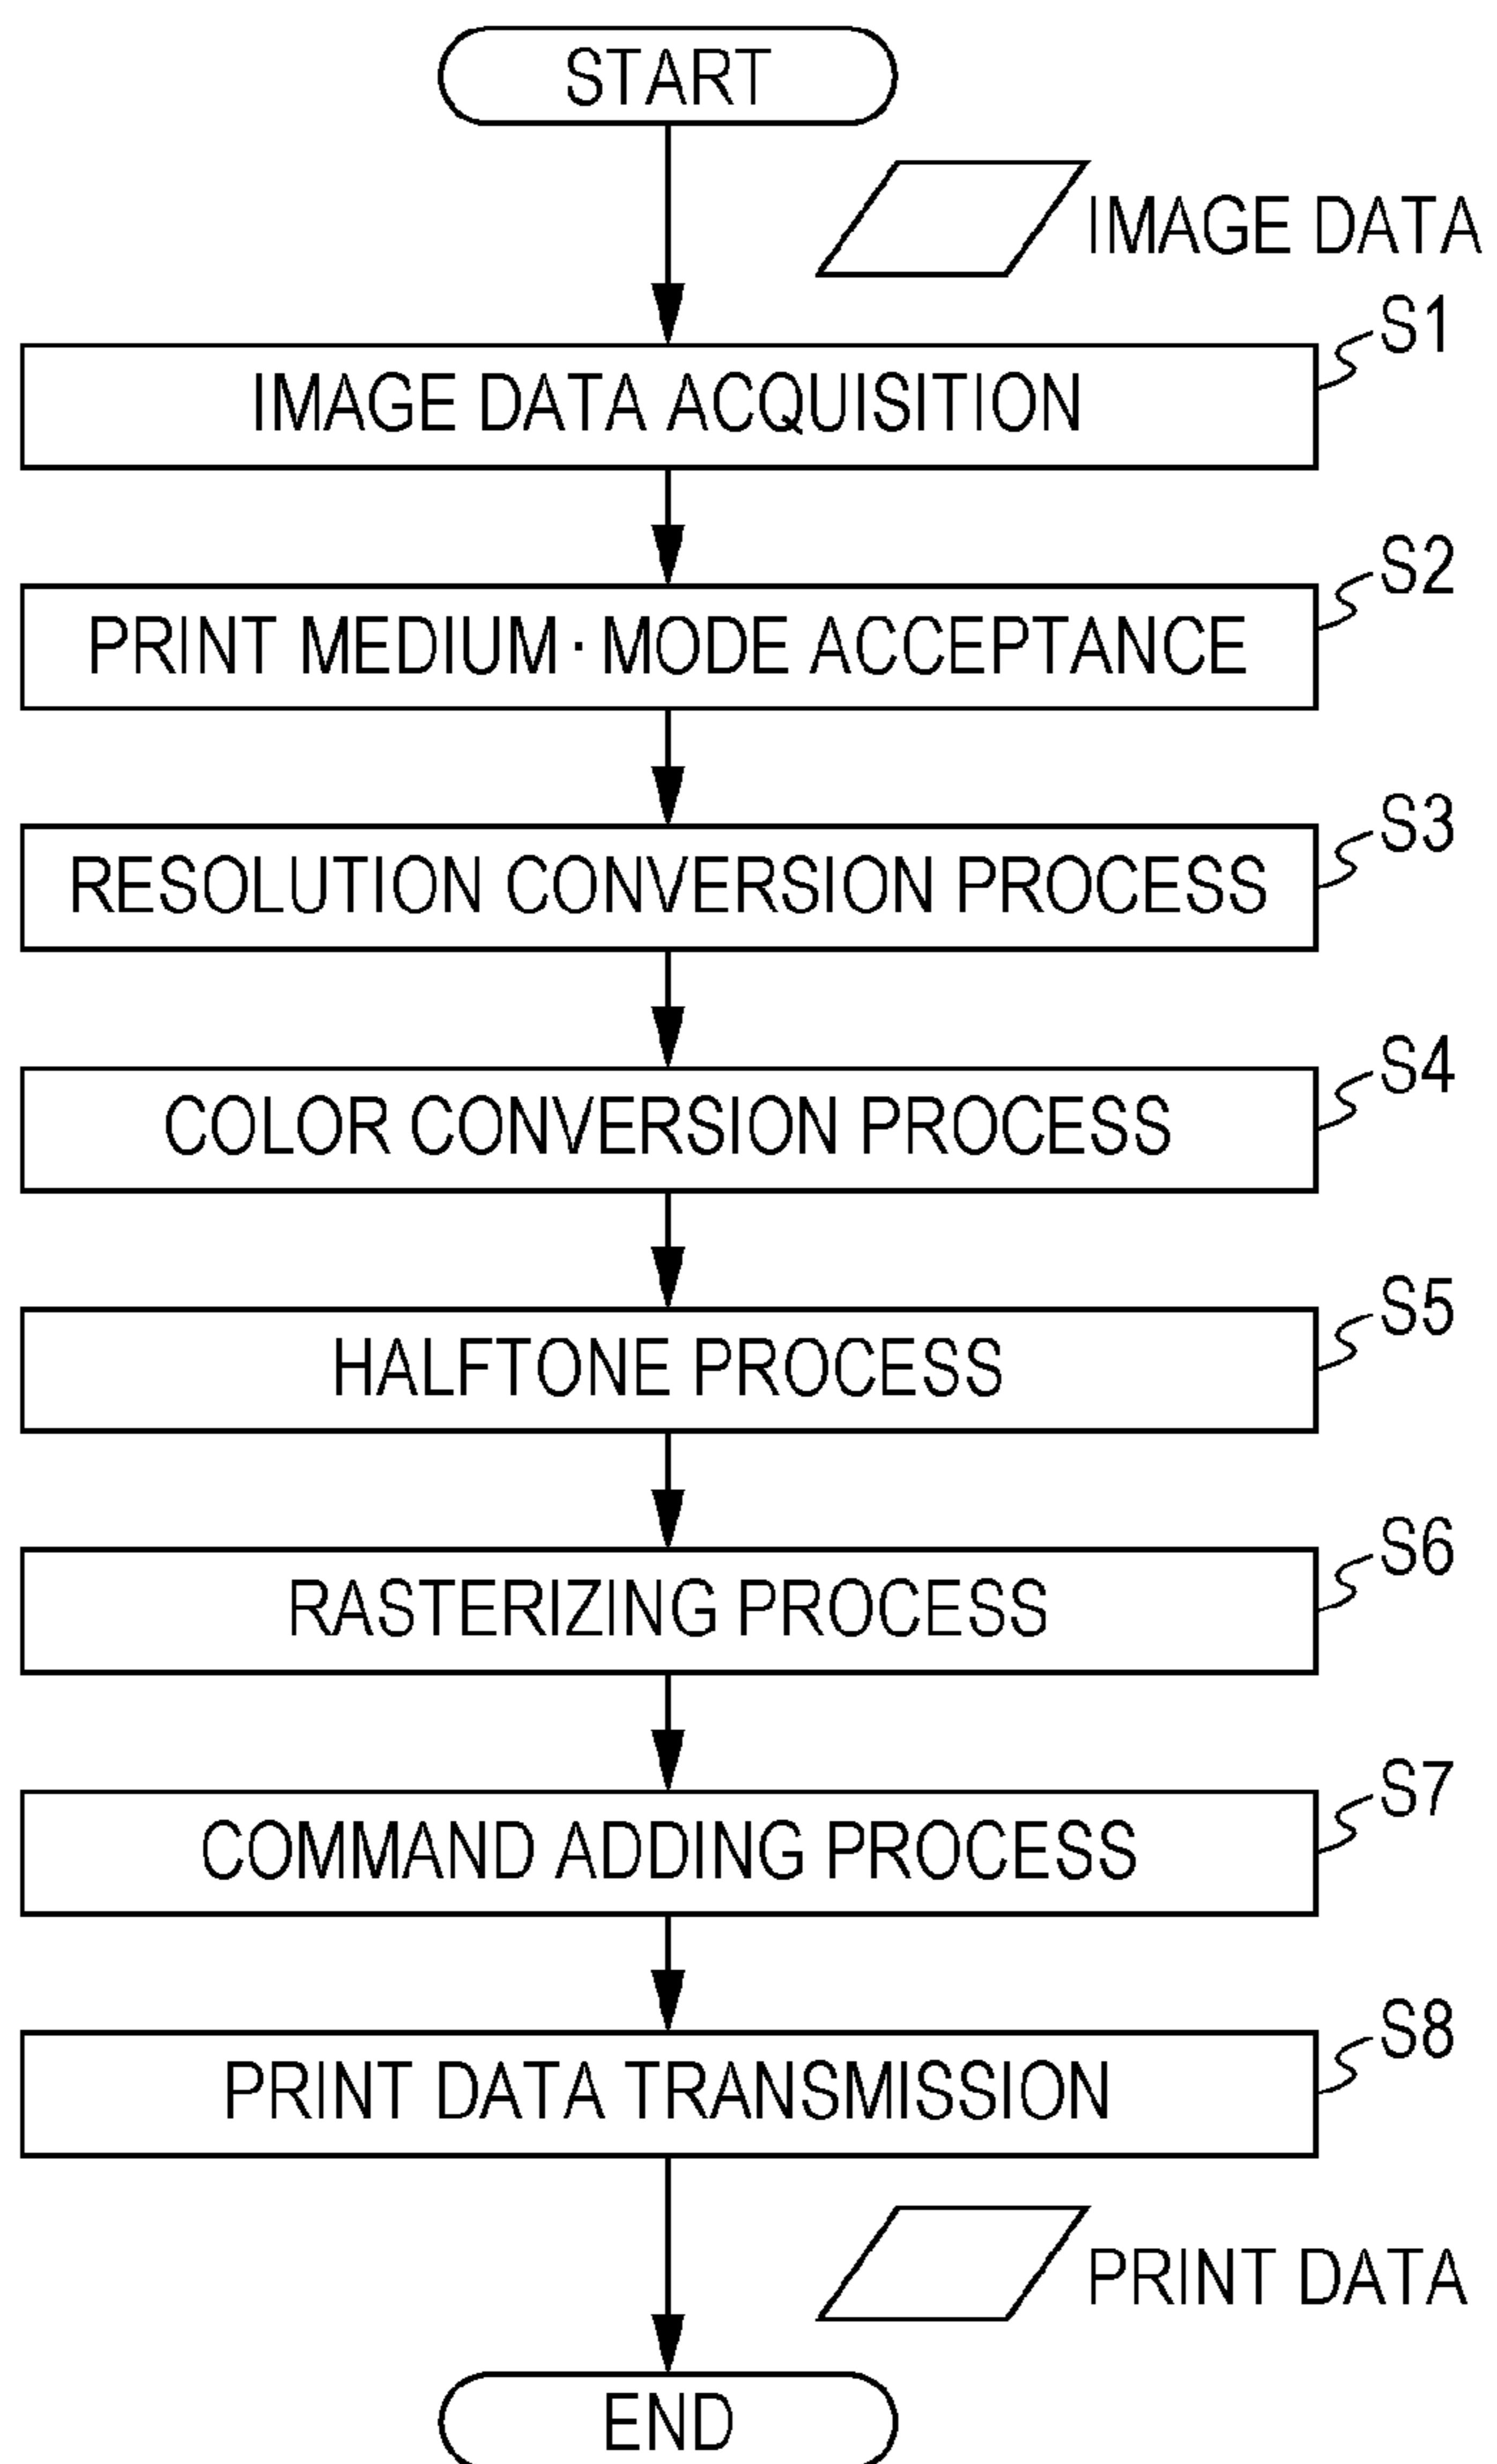 START
IMAGE DATA
S1
IMAGE DATA ACQUISITION
S2
PRINT MEDIUM · MODE ACCEPTANCE
S3
RESOLUTION CONVERSION PROCESS
S4
COLOR CONVERSION PROCESS
S5
HALFTONE PROCESS
S6
RASTERIZING PROCESS
S7
COMMAND ADDING PROCESS
S8
PRINT DATA TRANSMISSION
PRINT DATA
END